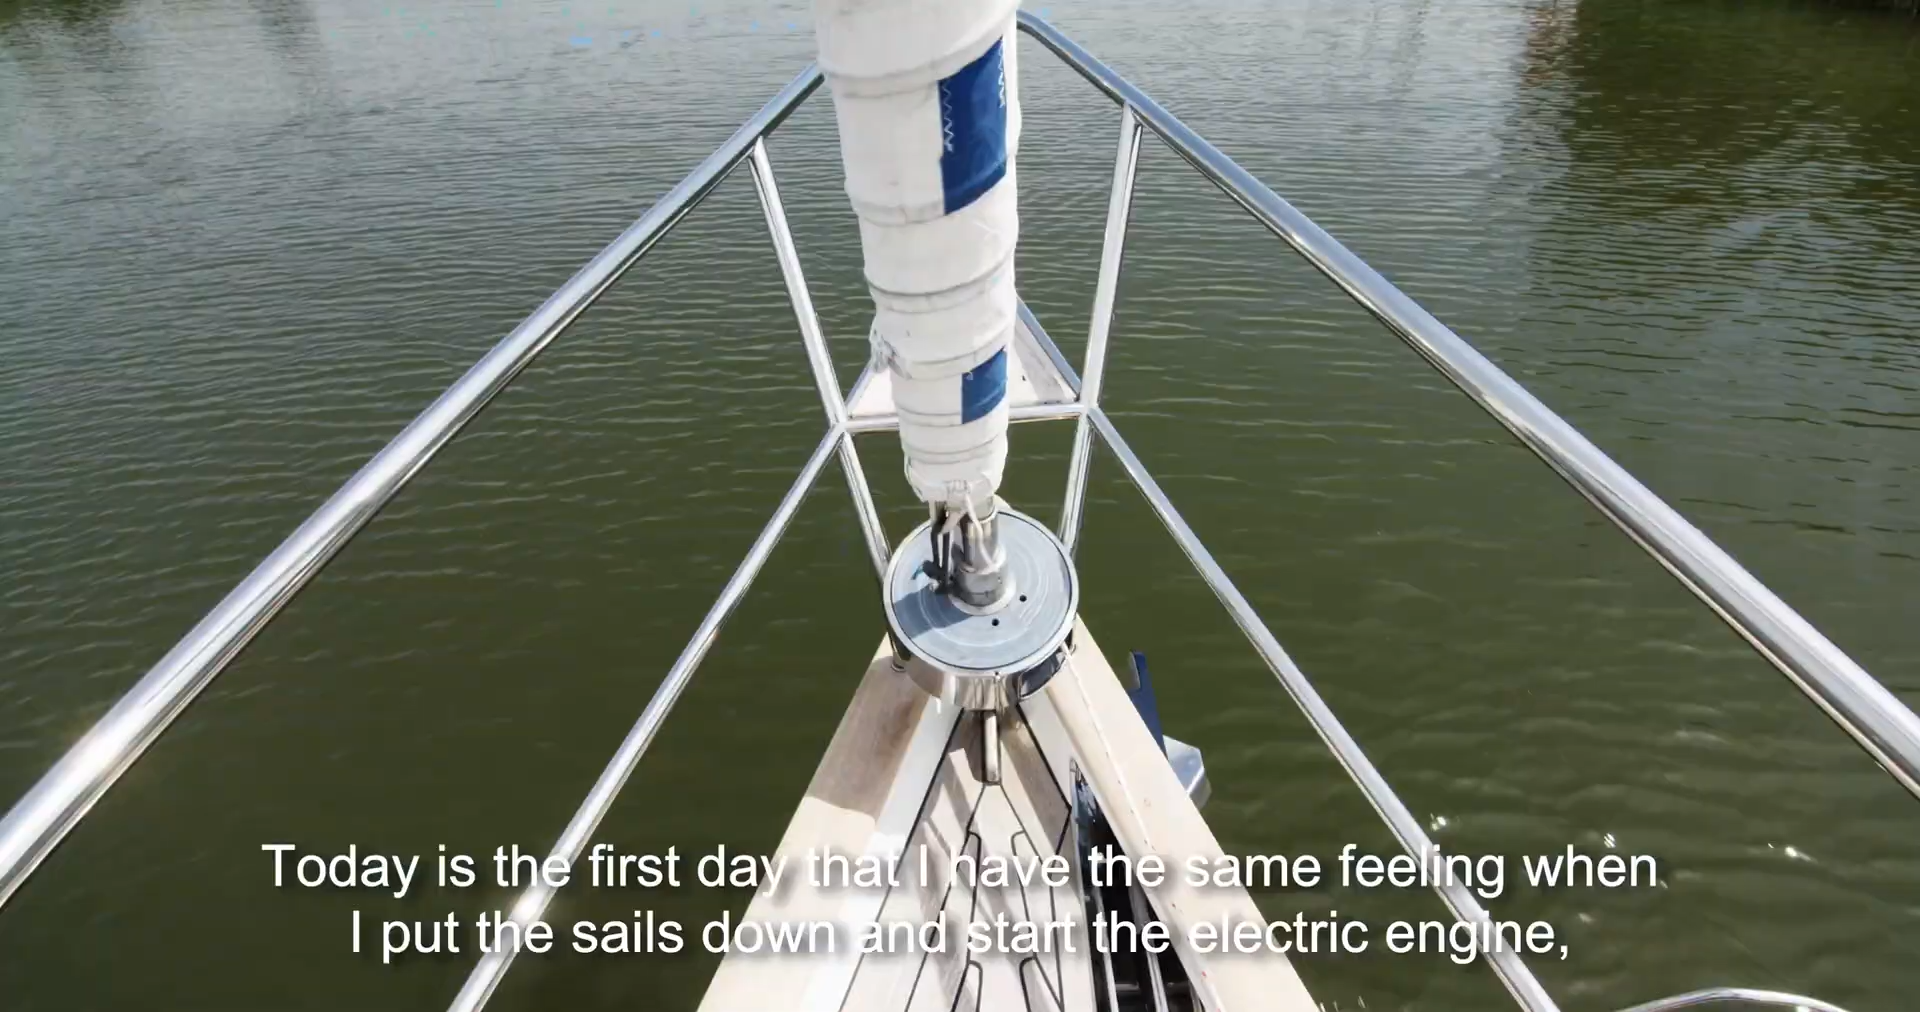 Today is the first day that I have the same feeling when
I put the sails down and start the electric engine,